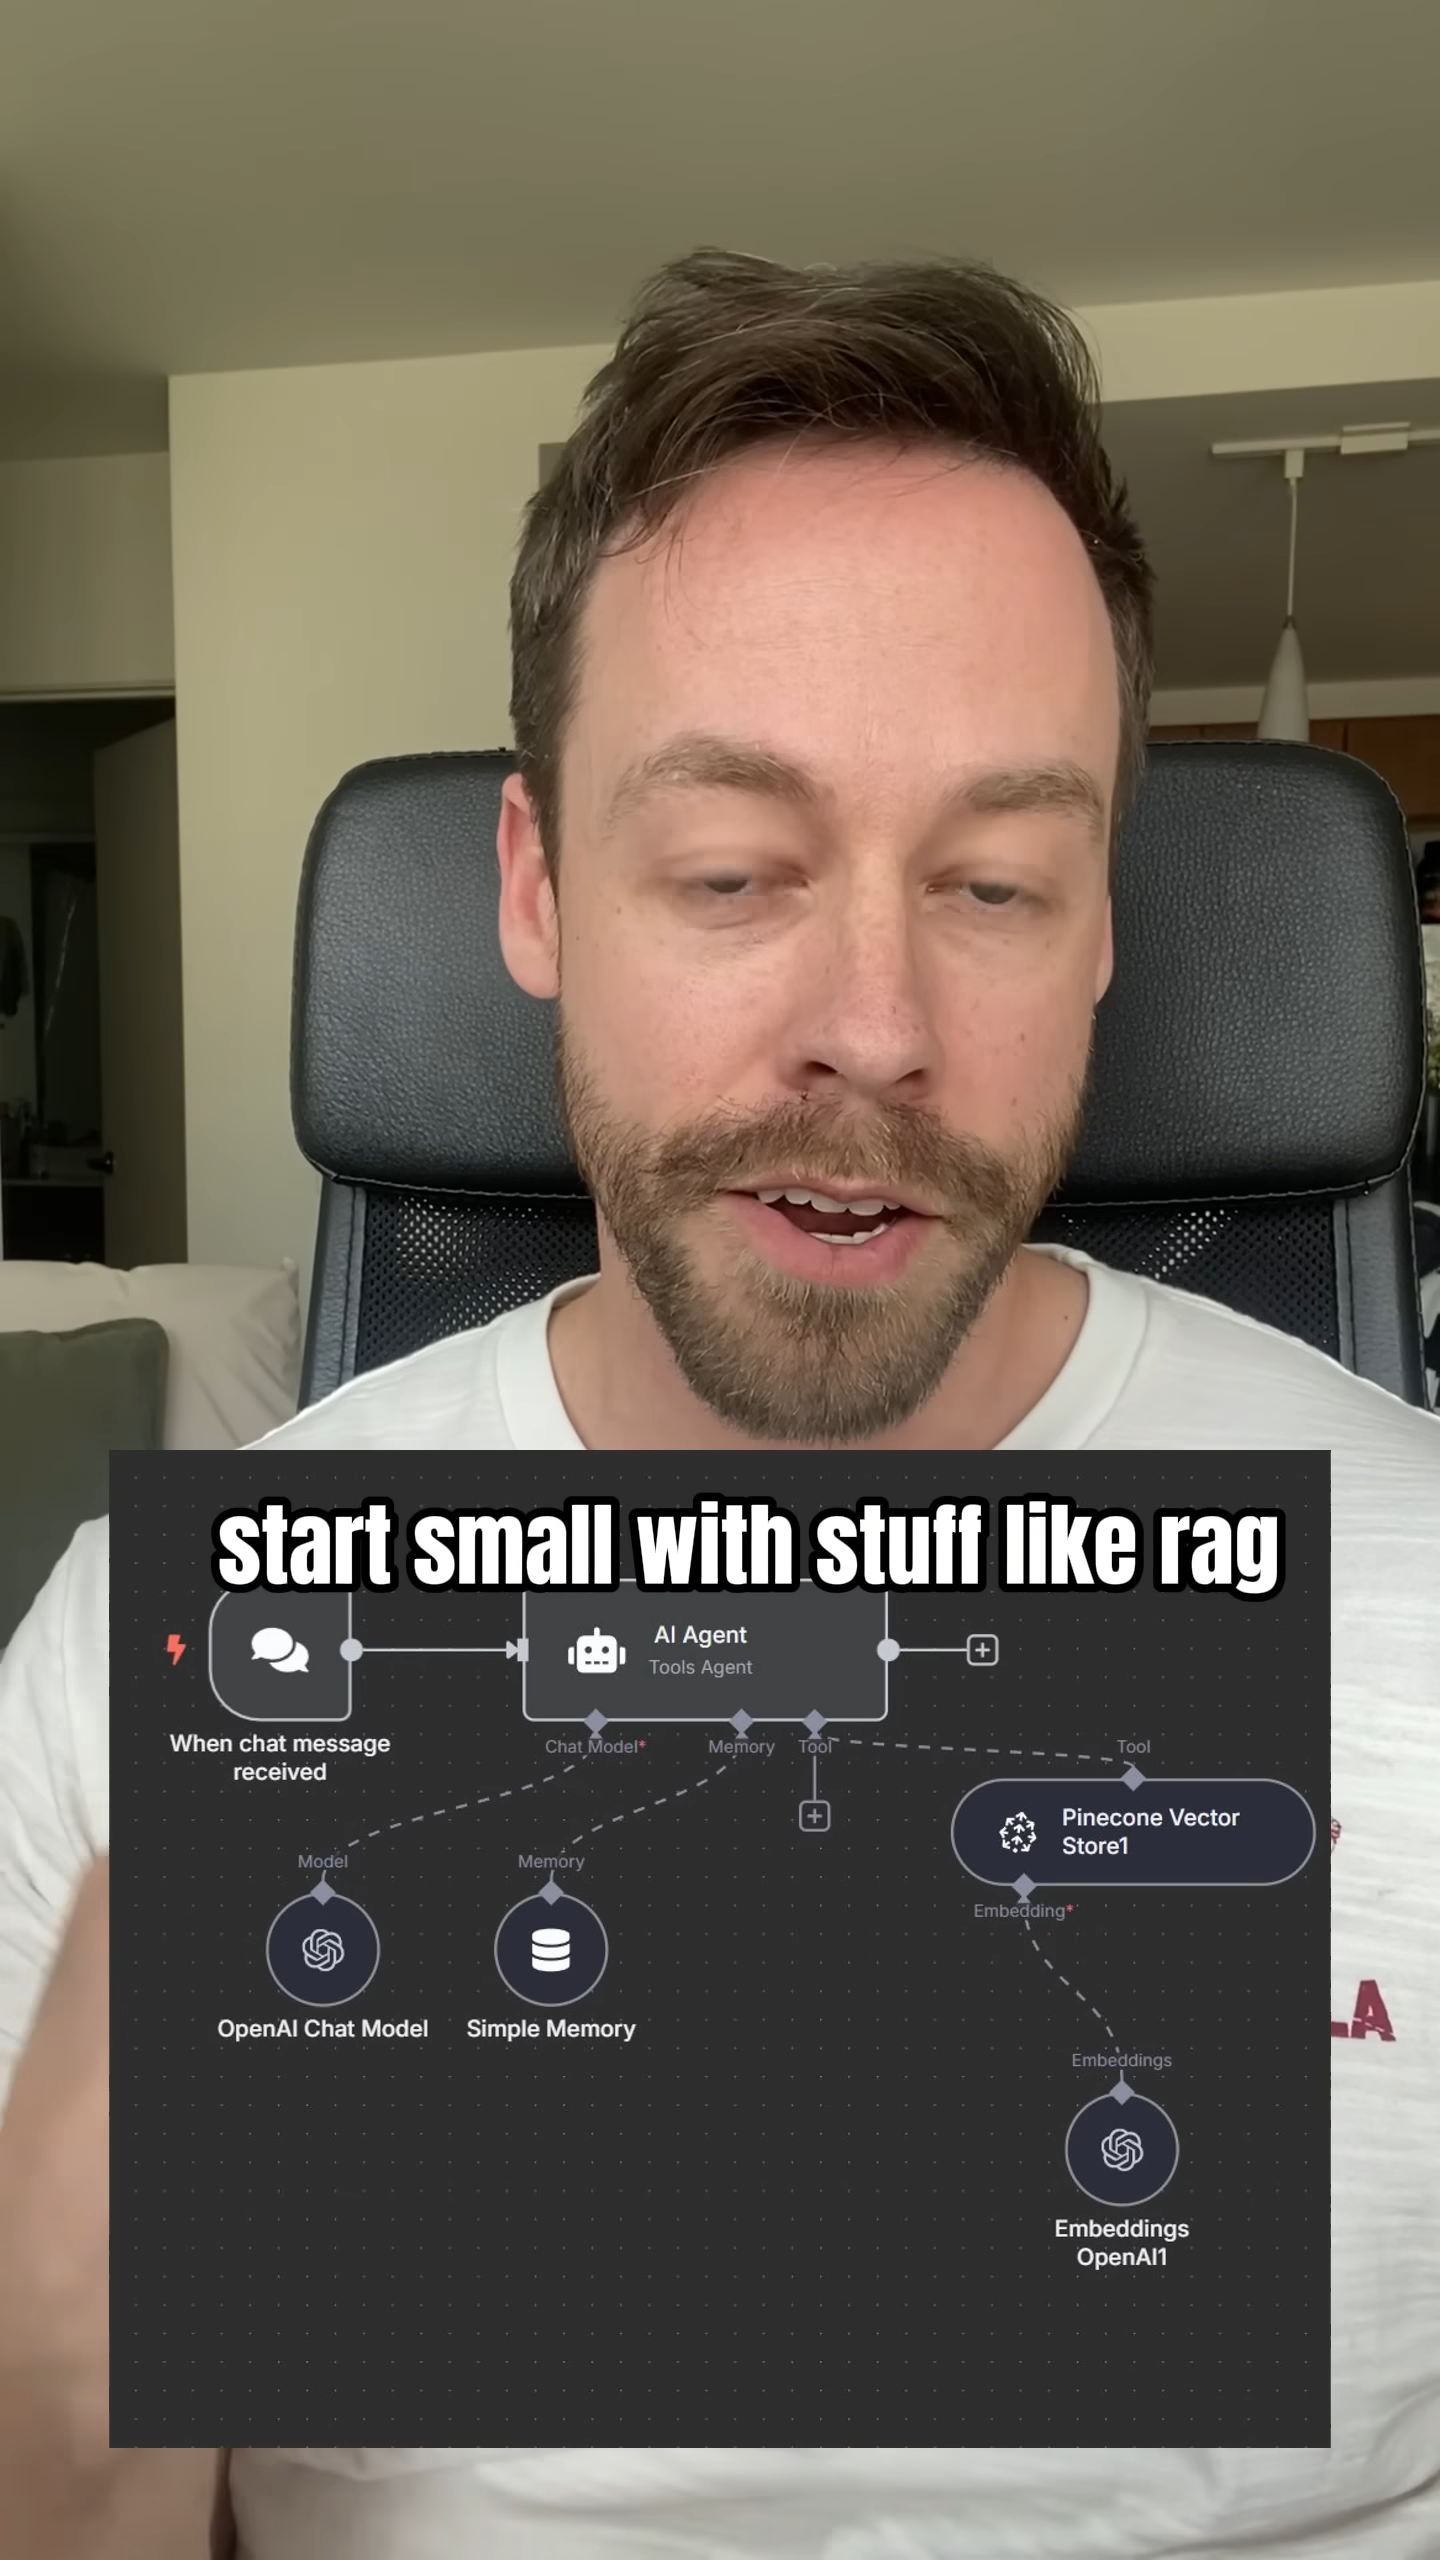 start small with stuff like rag
AI Agent
Tools Agent
When chat message
received
Chat Model*
Memory
Tool
Tool
Pinecone Vector
Store1
Model
Memory
Embedding*
OpenAI Chat Model
Simple Memory
Embeddings
Embeddings
OpenAI1
LA